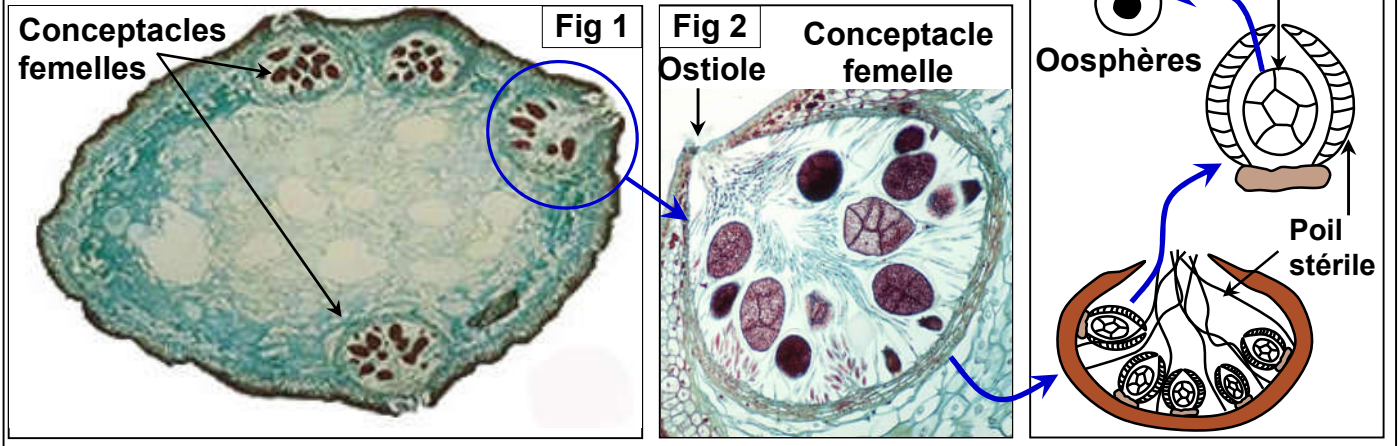 Conceptacles
femelles
Fig 1
Fig 2
Ostiole
Conceptacle
femelle
Oosphères
Poil
stérile